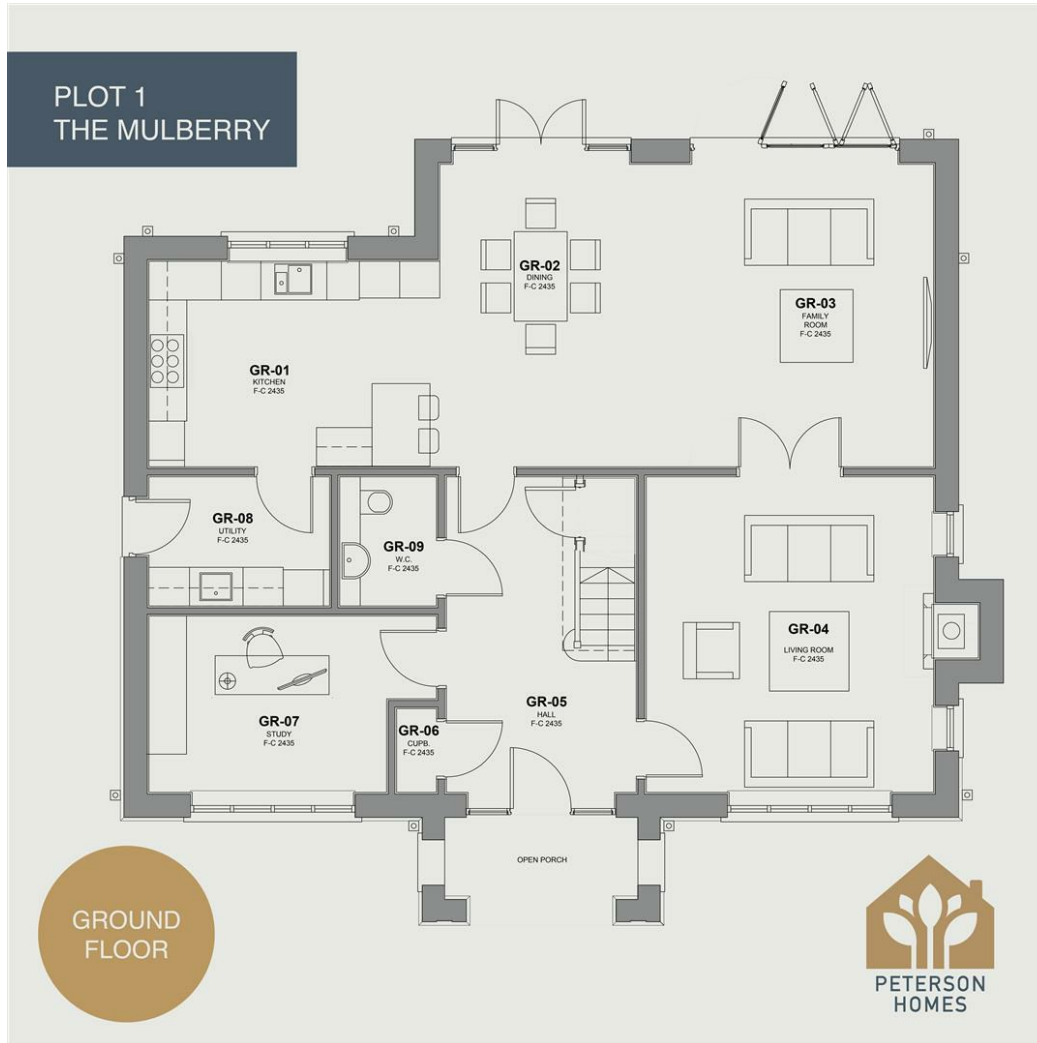 PLOT 1
THE MULBERRY
GR-02
DINING
F-C 2435
GR-03
FAMILY
ROOM
F-C 2435
GR-01
KITCHEN
F-C 2435
GR-08
UTILITY
F-C 2435
GR-09
W.C.
F-C 2435
GR-04
LIVING ROOM
F-C 2435
GR-05
HALL
F-C 2435
GR-07
STUDY
F-C 2435
GR-06
CUPB.
F-C 2435
OPEN PORCH
GROUND
FLOOR
PETERSON
HOMES